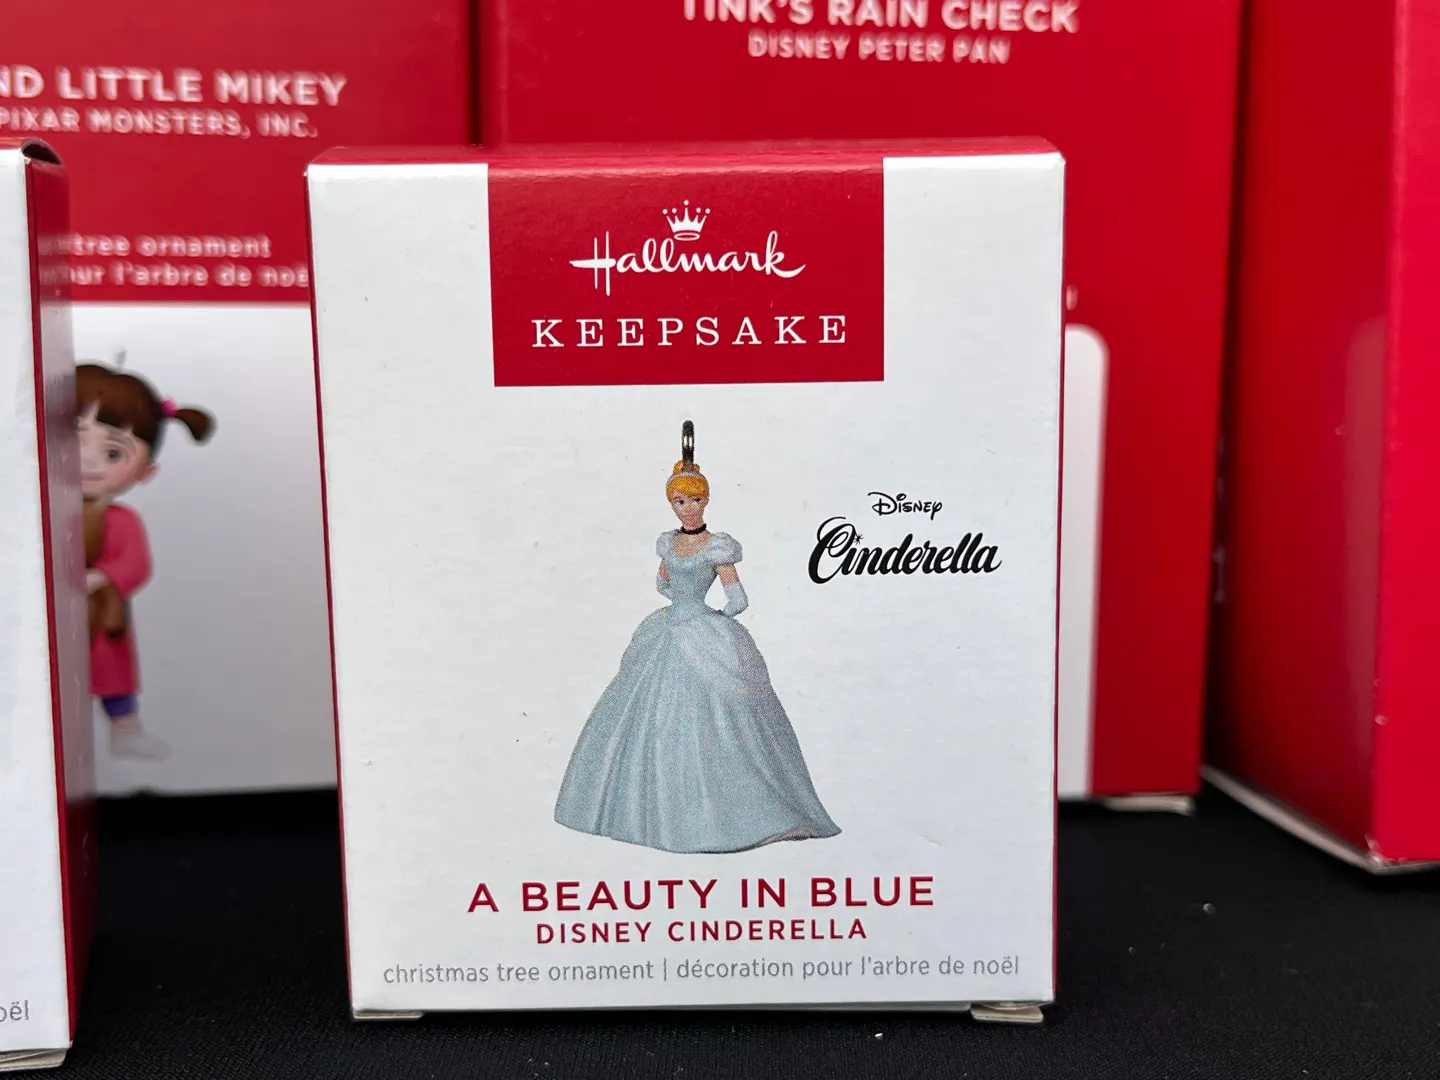 TINK'S RAIN CHECK
DISNEY PETER PAN
ND LITTLE MIKEY
PIXAR MONSTERS, INC.
tree ornament
l'arbre de noë
Hallmark
KEEPSAKE
Disney
Cinderella
A BEAUTY IN BLUE
DISNEY CINDERELLA
christmas tree ornament | décoration pour l'arbre de noël
oël